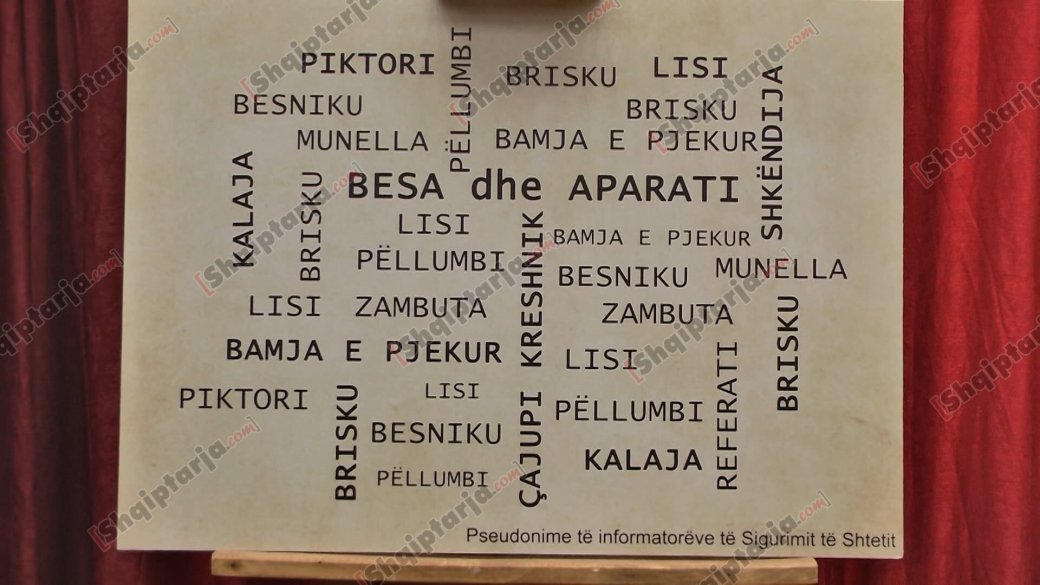 PIKTORI
PËLLUMBI
BRISKU
LISI
BESNIKU
BRISKU
SHKËNDIJA
MUNELLA
BAMJA E PJEKUR
KALAJA
BRISKU
BESA dhe APARATI
LISI
KRESHNIK
BAMJA E PJEKUR
PËLLUMBI
BESNIKU
MUNELLA
LISI
ZAMBUTA
ZAMBUTA
BRISKU
BAMJA E PJEKUR
LISI
REFERATI
PIKTORI
BRISKU
LISI
ÇAJUPI
PËLLUMBI
BESNIKU
KALAJA
PËLLUMBI
Pseudonime të informatorëve të Sigurimit të Shtetit
[Shqiptarja.com]